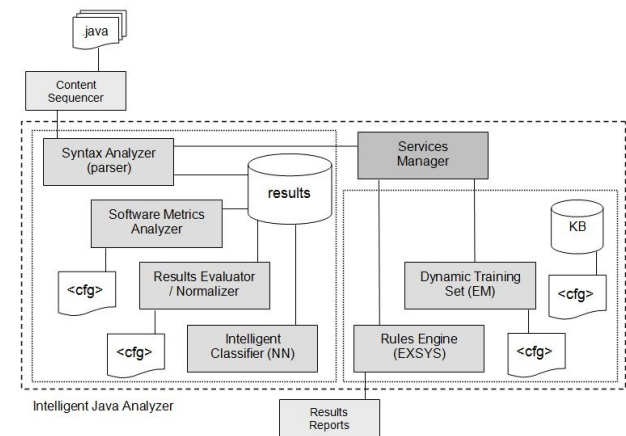 .java
Content
Sequencer
Syntax Analyzer
(parser)
Services
Manager
results
Software Metrics
Analyzer
KB
<cfg>
Results Evaluator
/ Normalizer
Dynamic Training
Set (EM)
<cfg>
<cfg>
Intelligent
Classifier (NN)
Rules Engine
(EXSYS)
<cfg>
Intelligent Java Analyzer
Results
Reports